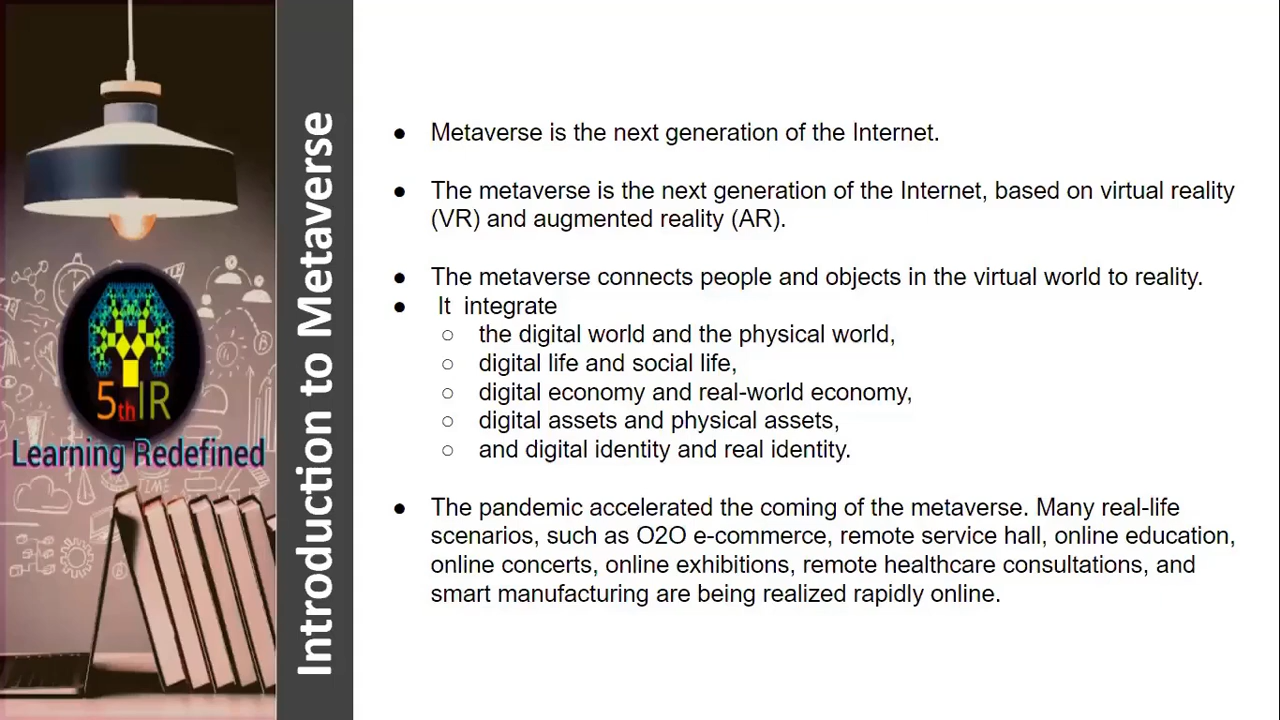 Introduction to Metaverse
5thIR
Learning Redefined
TIME
● Metaverse is the next generation of the Internet.
● The metaverse is the next generation of the Internet, based on virtual reality
(VR) and augmented reality (AR).
● The metaverse connects people and objects in the virtual world to reality.
● It integrate
○ the digital world and the physical world,
○ digital life and social life,
○ digital economy and real-world economy,
○ digital assets and physical assets,
○ and digital identity and real identity.
● The pandemic accelerated the coming of the metaverse. Many real-life
scenarios, such as O2O e-commerce, remote service hall, online education,
online concerts, online exhibitions, remote healthcare consultations, and
smart manufacturing are being realized rapidly online.